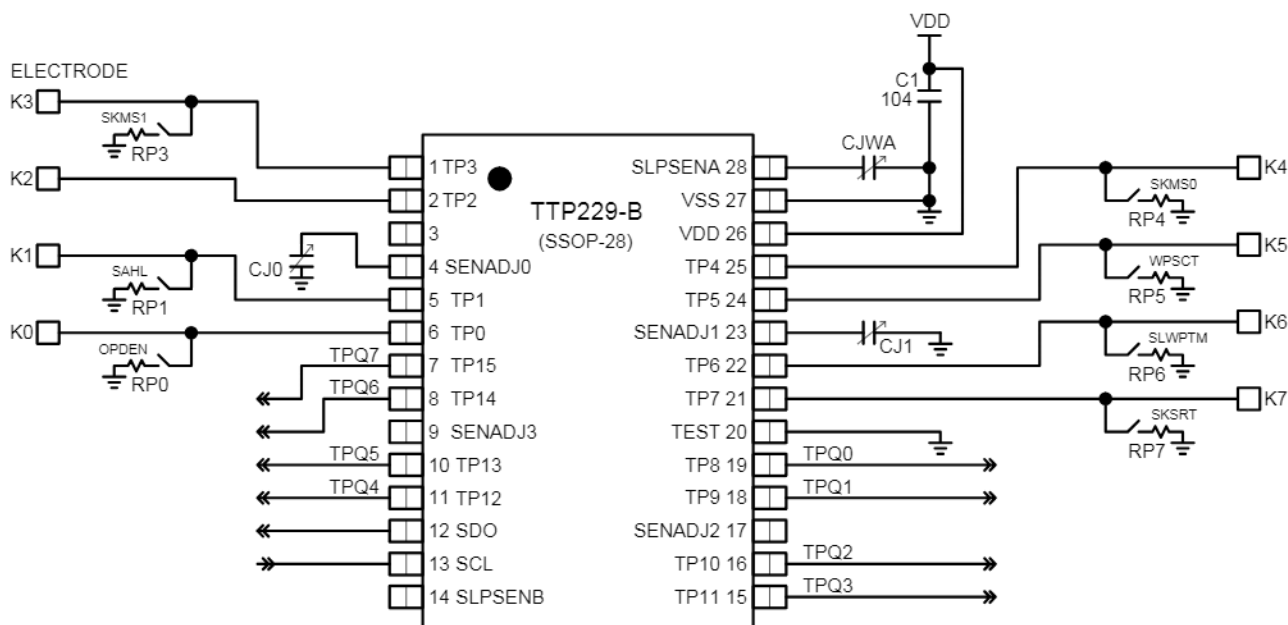 VDD
ELECTRODE
C1
104
K3
SKMS1
RP3
CJWA
1 TP3
SLPSENA 28
K4
K2
2 TP2
TTP229-B
VSS 27
SKMS0
RP4
3
(SSOP-28)
VDD 26
K1
CJ0
4 SENADJ0
TP4 25
K5
SAHL
RP1
5 TP1
TP5 24
WPSCT
RP5
K0
6 TP0
SENADJ1 23
CJ1
K6
OPDEN
RP0
TPQ7
7 TP15
TP6 22
SLWPTM
RP6
TPQ6
8 TP14
TP7 21
K7
9 SENADJ3
TEST 20
SKSRT
RP7
TPQ5
10 TP13
TP8 19
TPQ0
TPQ4
11 TP12
TP9 18
TPQ1
12 SDO
SENADJ2 17
13 SCL
TP10 16
TPQ2
14 SLPSENB
TP11 15
TPQ3